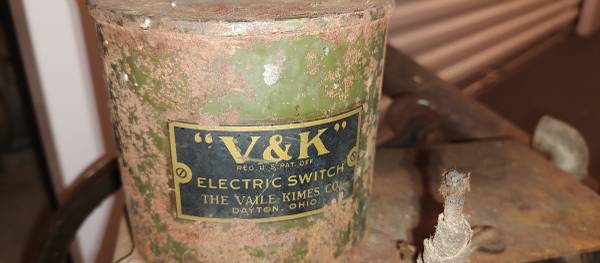 "V&K"
REG. U.S. PAT. OFF.
ELECTRIC SWITCH
THE VAILE-KIMES CO.
DAYTON, OHIO.